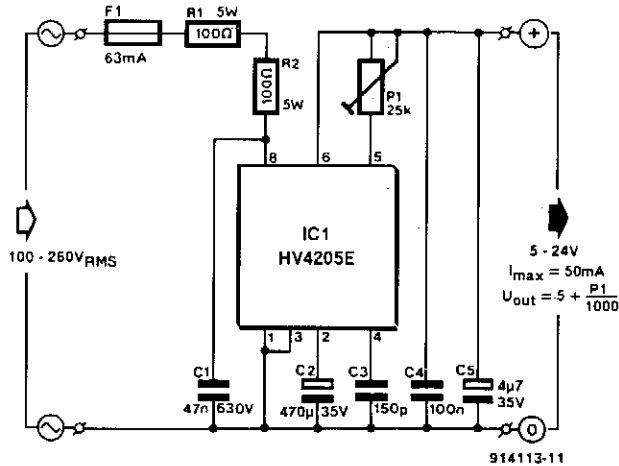 F1
63mA
R1 5W
100Ω
R2
100Ω
5W
P1
25k
8
6
5
IC1
HV4205E
1
3
2
4
C1
47n 630V
C2
470µ 35V
C3
150p
C4
100n
C5
4µ7
35V
100 - 260VRMS
+
5 - 24V
Imax = 50mA
Uout = 5 + P1
1000
0
914113-11